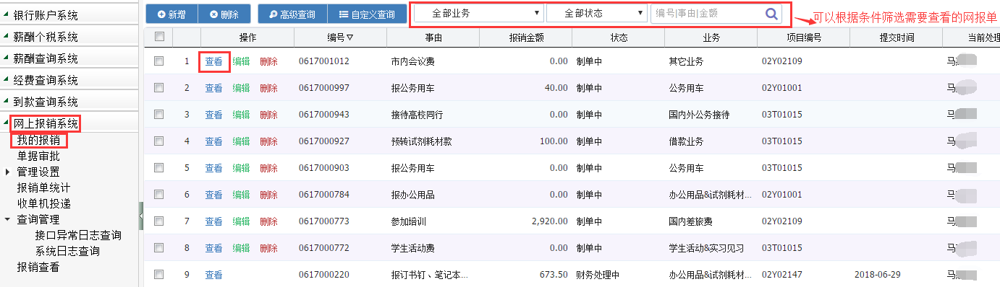 银行账户系统
薪酬个税系统
薪酬查询系统
经费查询系统
到款查询系统
网上报销系统
我的报销
单据审批
管理设置
报销单统计
收单机投递
查询管理
接口异常日志查询
系统日志查询
报销查看
新增 删除 高级查询 自定义查询 全部业务 全部状态 编号|事由|金额 可以根据条件筛选需要查看的网报单
操作 编号 事由 报销金额 状态 业务 项目编号 提交时间 当前处理
1 查看 编辑 删除 0617001012 市内会议费 0.00 制单中 其它业务 02Y02109 马
2 查看 编辑 删除 0617000997 报公务用车 40.00 制单中 公务用车 02Y01001 马
3 查看 编辑 删除 0617000943 接待高校同行 0.00 制单中 国内外公务接待 03T01015 马
4 查看 编辑 删除 0617000927 预转试剂耗材款 100.00 制单中 借款业务 03T01015 马
5 查看 编辑 删除 0617000903 报公务用车 0.00 制单中 公务用车 03T01015 马
6 查看 编辑 删除 0617000784 报办公用品 0.00 制单中 办公用品&试剂耗材... 02Y01001 马
7 查看 编辑 删除 0617000773 参加培训 2,920.00 制单中 国内差旅费 02Y02109 马
8 查看 编辑 删除 0617000772 学生活动费 0.00 制单中 学生活动&实习见习 03T01015 马
9 查看 0617000220 报订书钉、笔记本... 673.50 财务处理中 办公用品&试剂耗材... 02Y02147 2018-06-29 马